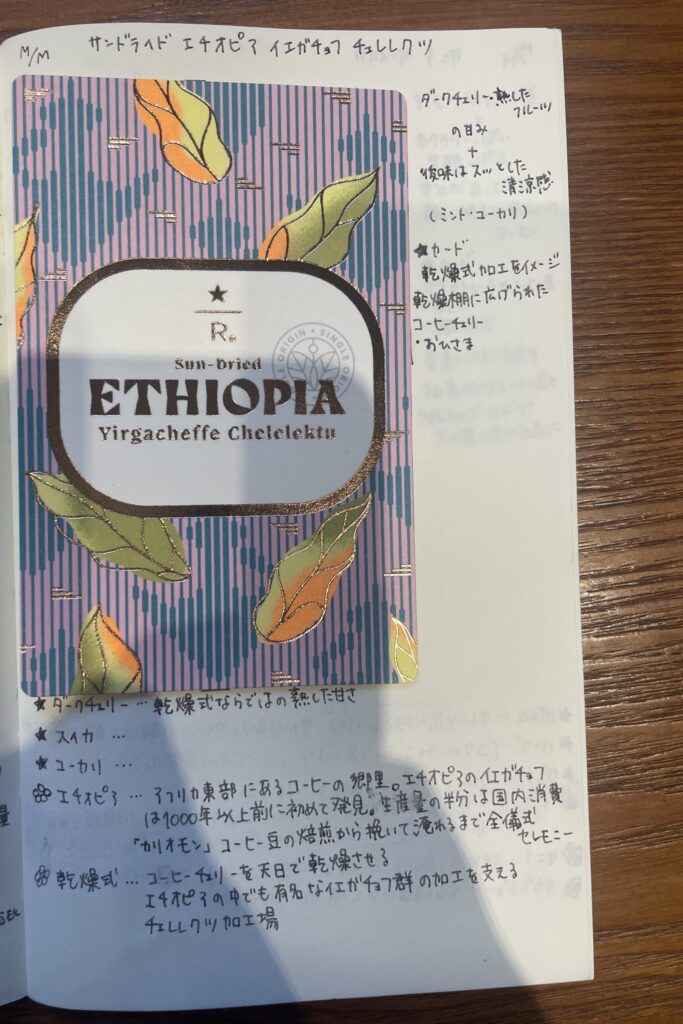 M/M サンドライド エチオピア イエガチョフ チェレレクツ
ダークチェリー・熟した
フルーツ
の甘み
+
後味はスッとした
清涼感
(ミント・ユーカリ)
★カード
乾燥式加工をイメージ
乾燥棚に広げられた
コーヒーチェリー
・おひさま
★
R.
SINGLE ORIGIN • SINGLE ORIGIN
Sun-Dried
ETHIOPIA
Yirgacheffe Chelelektu
★ ダークチェリー … 乾燥式ならではの熟した甘さ
★ スイカ …
★ ユーカリ …
エチオピア … アフリカ東部にあるコーヒーの郷里。エチオピアのイエガチョフ
は1000年以上前に初めて発見。生産量の半分は国内消費
「カリオモン」コーヒー豆の焙煎から挽いて淹れるまで全儀式
セレモニー
乾燥式 … コーヒーチェリーを天日で乾燥させる
エチオピアの中でも有名なイエガチョフ群の加工を支える
チェレレクツ加工場